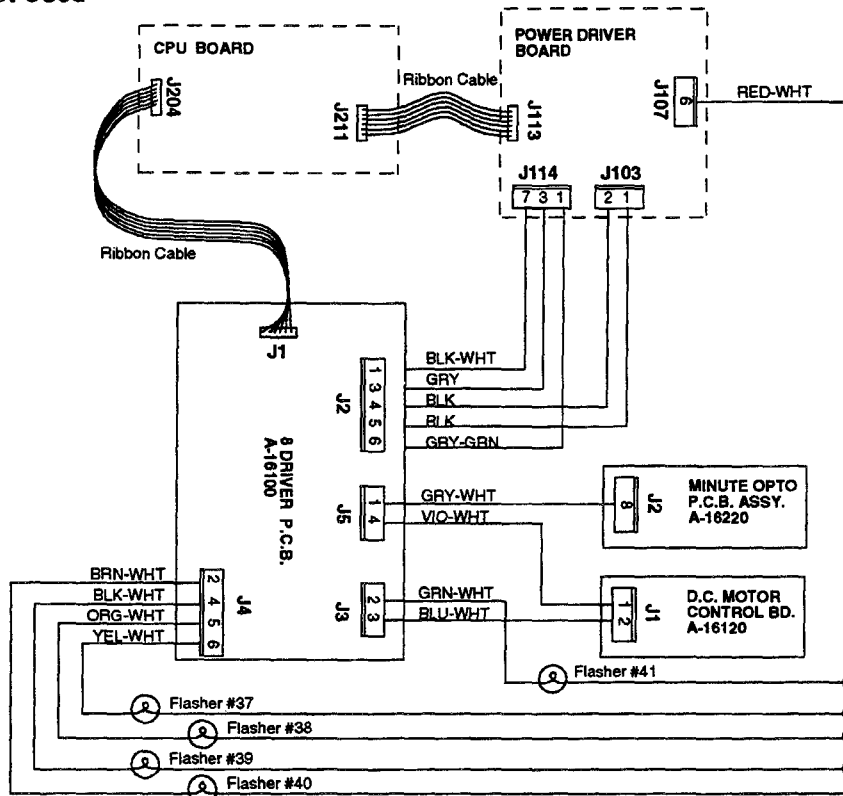 CPU BOARD
POWER DRIVER
BOARD
J204
Ribbon Cable
J211
J113
J107
6
RED-WHT
J114
7 3 1
J103
2 1
Ribbon Cable
J1
BLK-WHT
GRY
BLK
BLK
GRY-GRN
J2
1 3 4 5 6
8 DRIVER P.C.B.
A-16100
J5
1 4
GRY-WHT
VIO-WHT
8
J2
MINUTE OPTO
P.C.B. ASSY.
A-16220
BRN-WHT
BLK-WHT
ORG-WHT
YEL-WHT
2 4 5 6
J4
J3
2 3
GRN-WHT
BLU-WHT
1 2
J1
D.C. MOTOR
CONTROL BD.
A-16120
Flasher #41
Flasher #37
Flasher #38
Flasher #39
Flasher #40